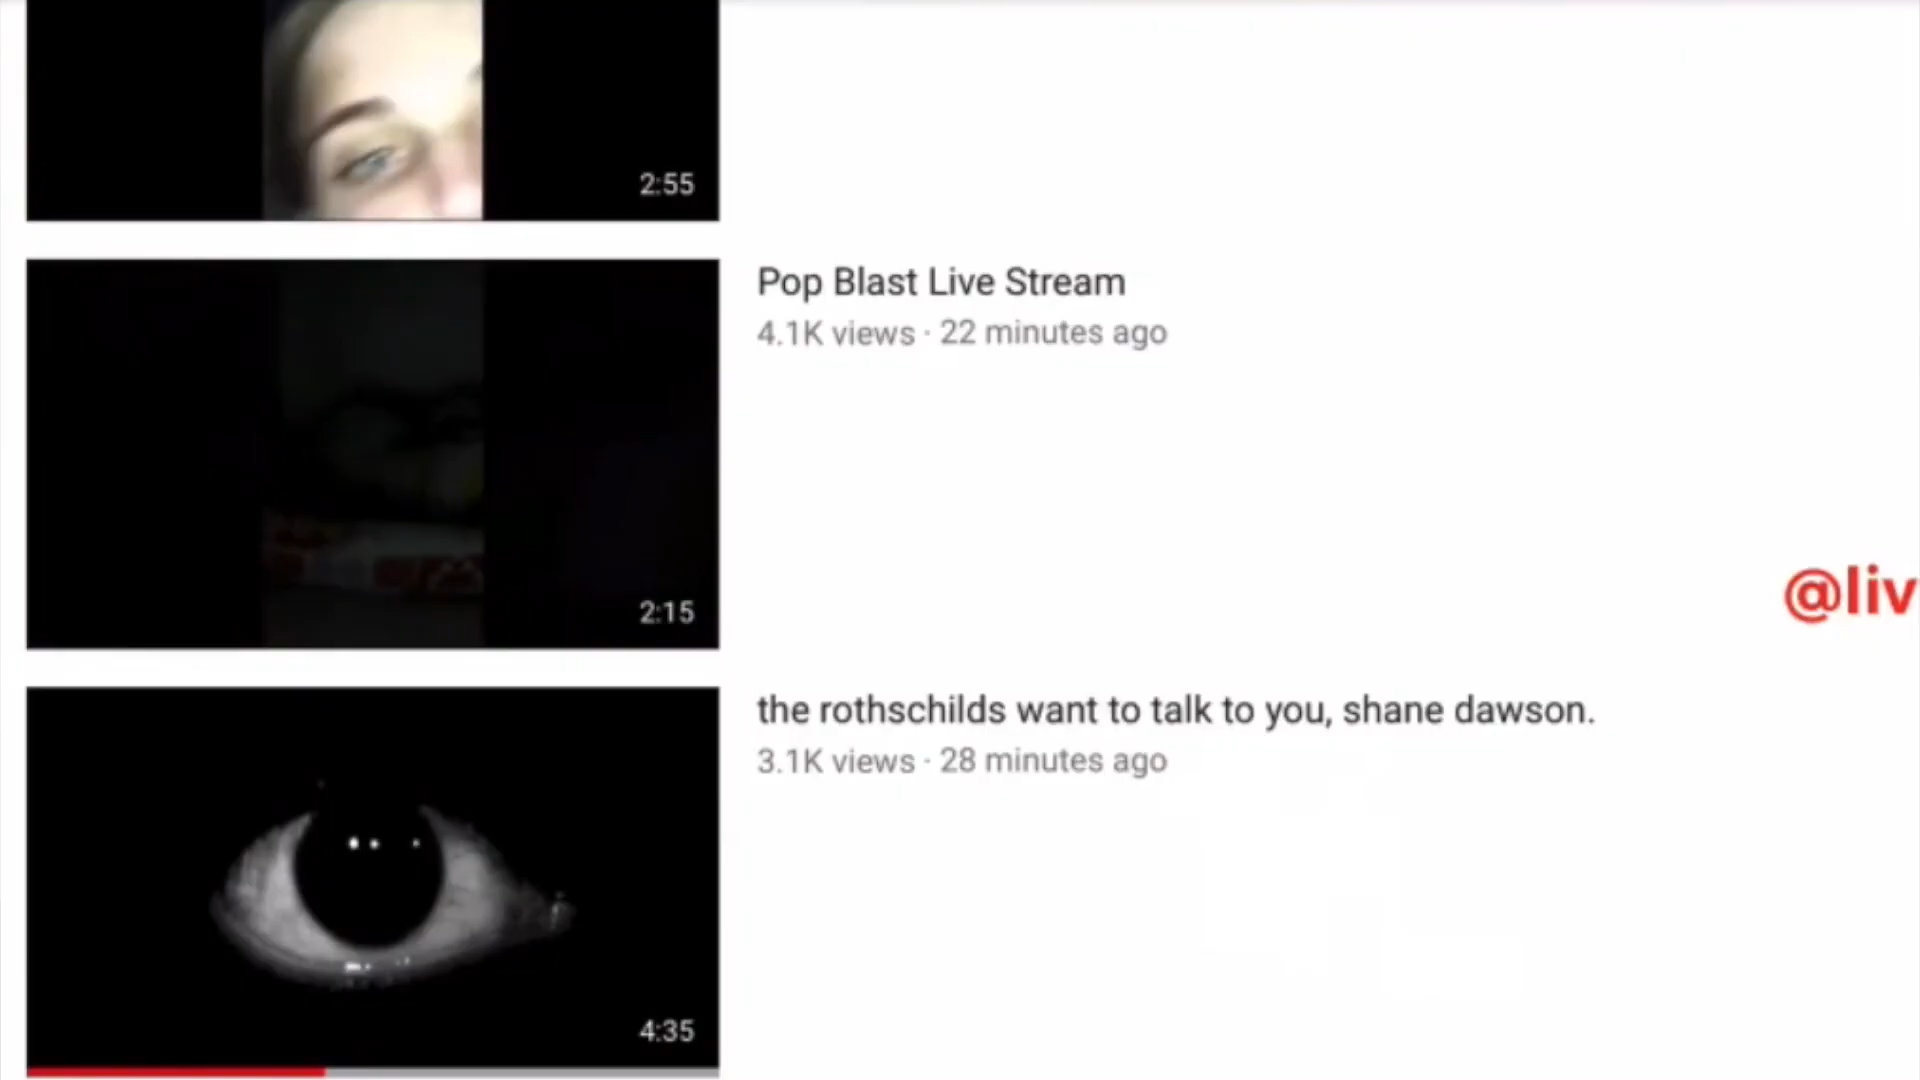 2:55
Pop Blast Live Stream
4.1K views · 22 minutes ago
2:15
@liv
the rothschilds want to talk to you, shane dawson.
3.1K views · 28 minutes ago
4:35